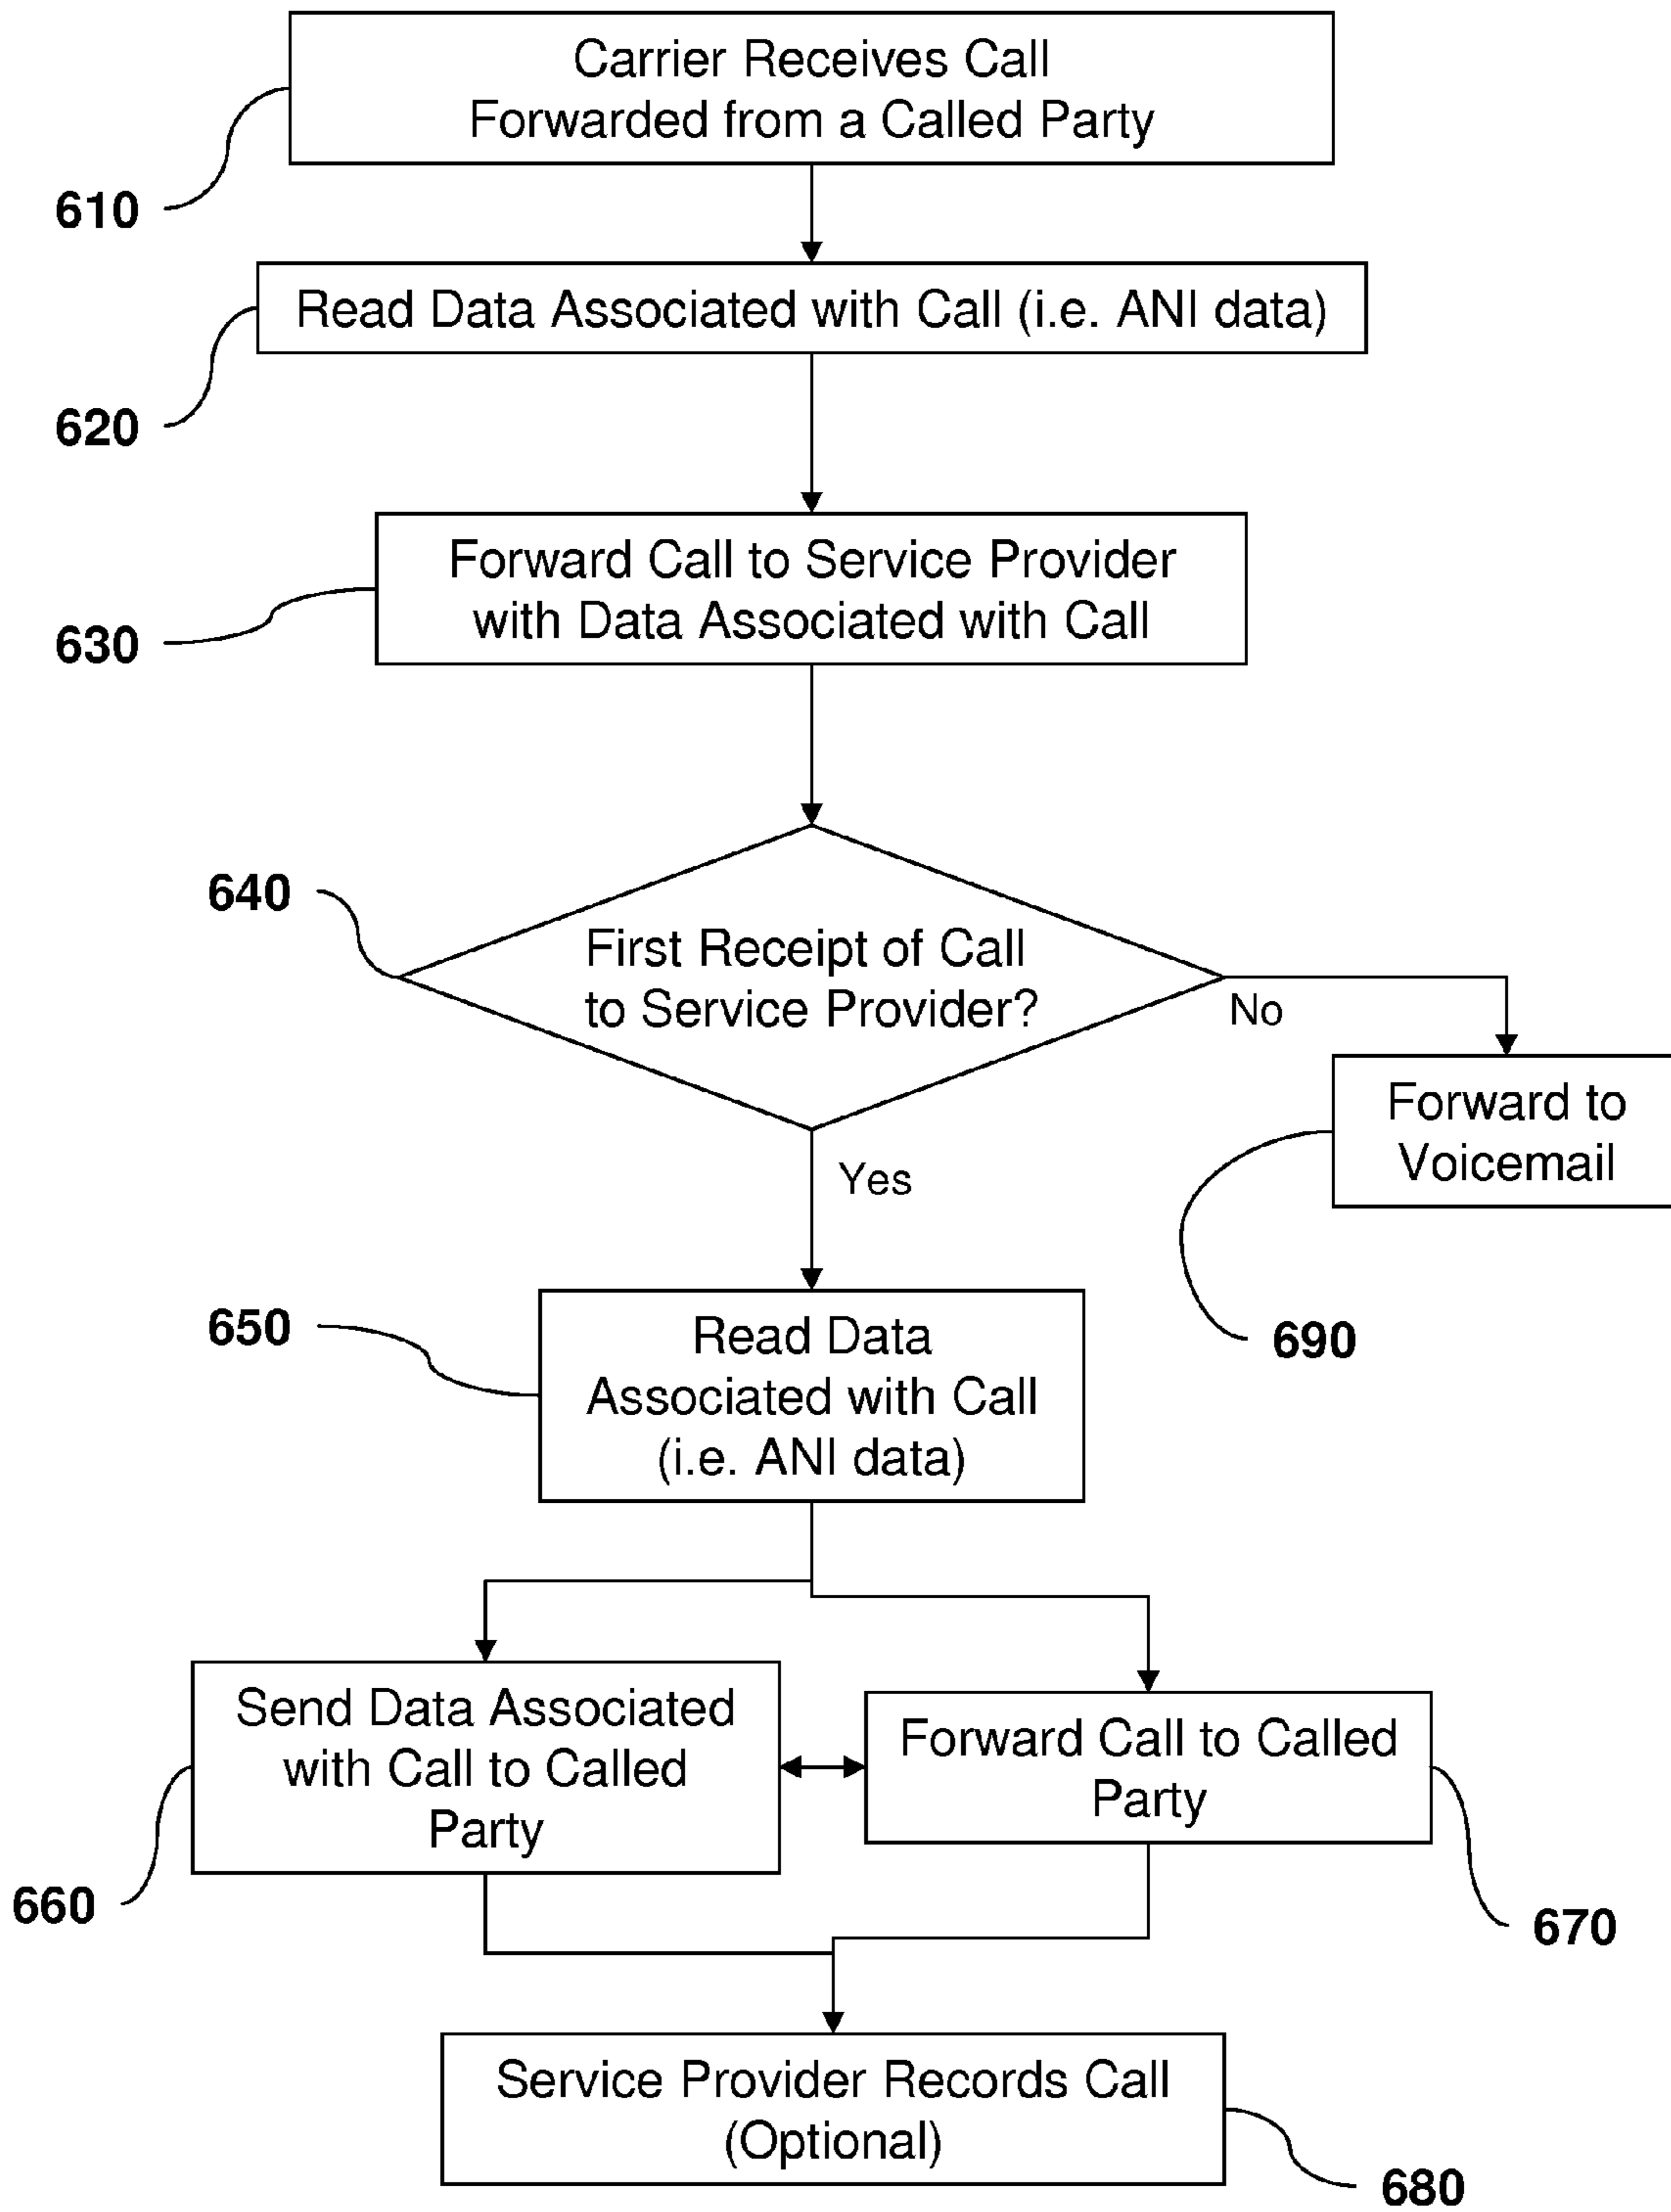 Carrier Receives Call
Forwarded from a Called Party
610
Read Data Associated with Call (i.e. ANI data)
620
Forward Call to Service Provider
with Data Associated with Call
630
640
First Receipt of Call
to Service Provider?
No
Forward to
Voicemail
Yes
690
650
Read Data
Associated with Call
(i.e. ANI data)
Send Data Associated
with Call to Called
Party
Forward Call to Called
Party
660
670
Service Provider Records Call
(Optional)
680